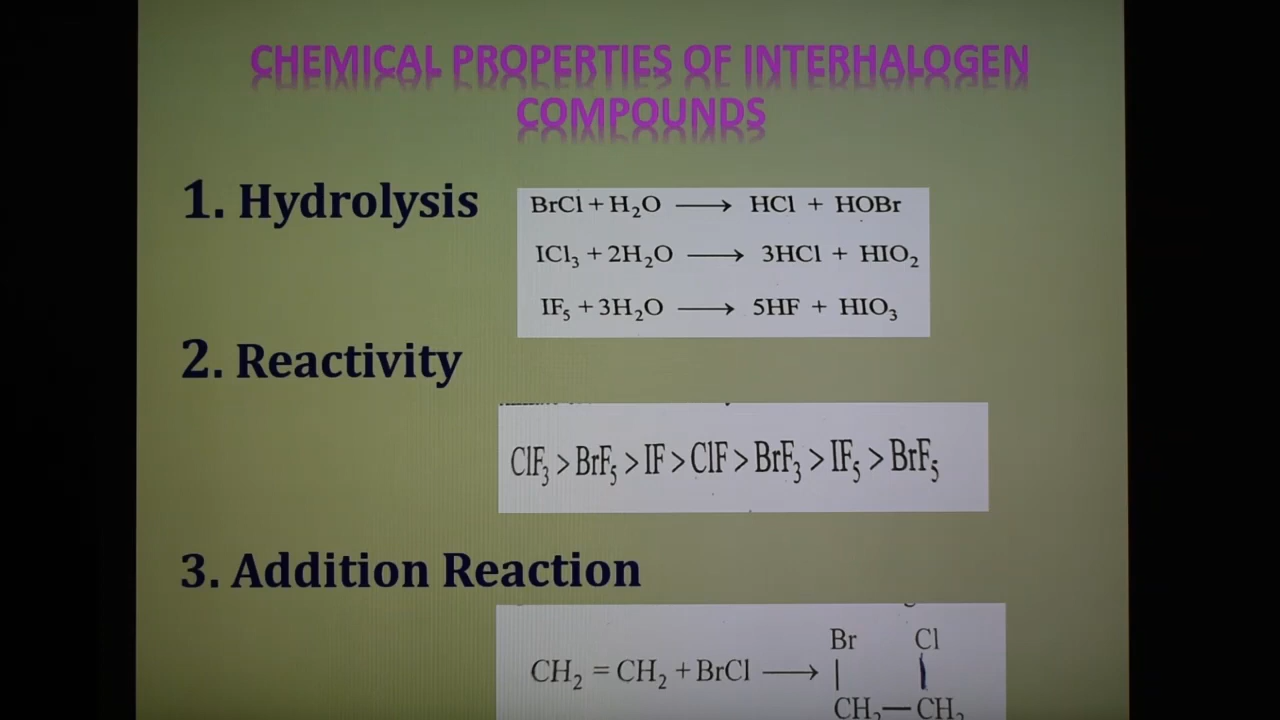 CHEMICAL PROPERTIES OF INTERHALOGEN
COMPOUNDS
1. Hydrolysis
BrCl + H₂O ⟶ HCl + HOBr
ICl₃ + 2H₂O ⟶ 3HCl + HIO₂
IF₅ + 3H₂O ⟶ 5HF + HIO₃
2. Reactivity
ClF₃ > BrF₅ > IF > ClF > BrF₃ > IF₅ > BrF₅
3. Addition Reaction
Br Cl
CH₂ = CH₂ + BrCl ⟶ | |
CH₂ — CH₂